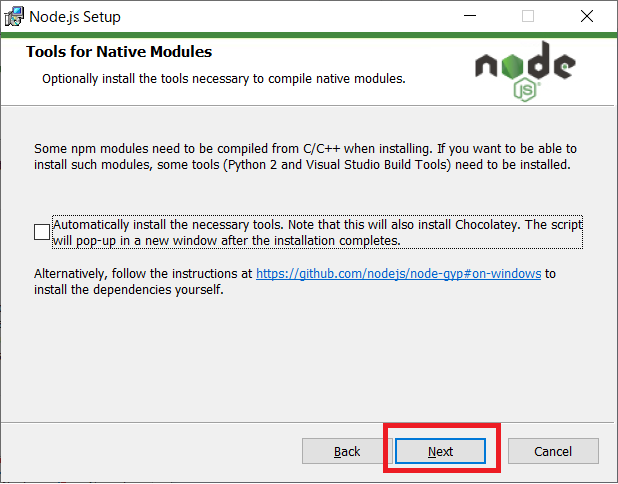 Node.js Setup
Tools for Native Modules
Optionally install the tools necessary to compile native modules.
node
JS
Some npm modules need to be compiled from C/C++ when installing. If you want to be able to
install such modules, some tools (Python 2 and Visual Studio Build Tools) need to be installed.
Automatically install the necessary tools. Note that this will also install Chocolatey. The script
will pop-up in a new window after the installation completes.
Alternatively, follow the instructions at https://github.com/nodejs/node-gyp#on-windows to
install the dependencies yourself.
Back Next Cancel